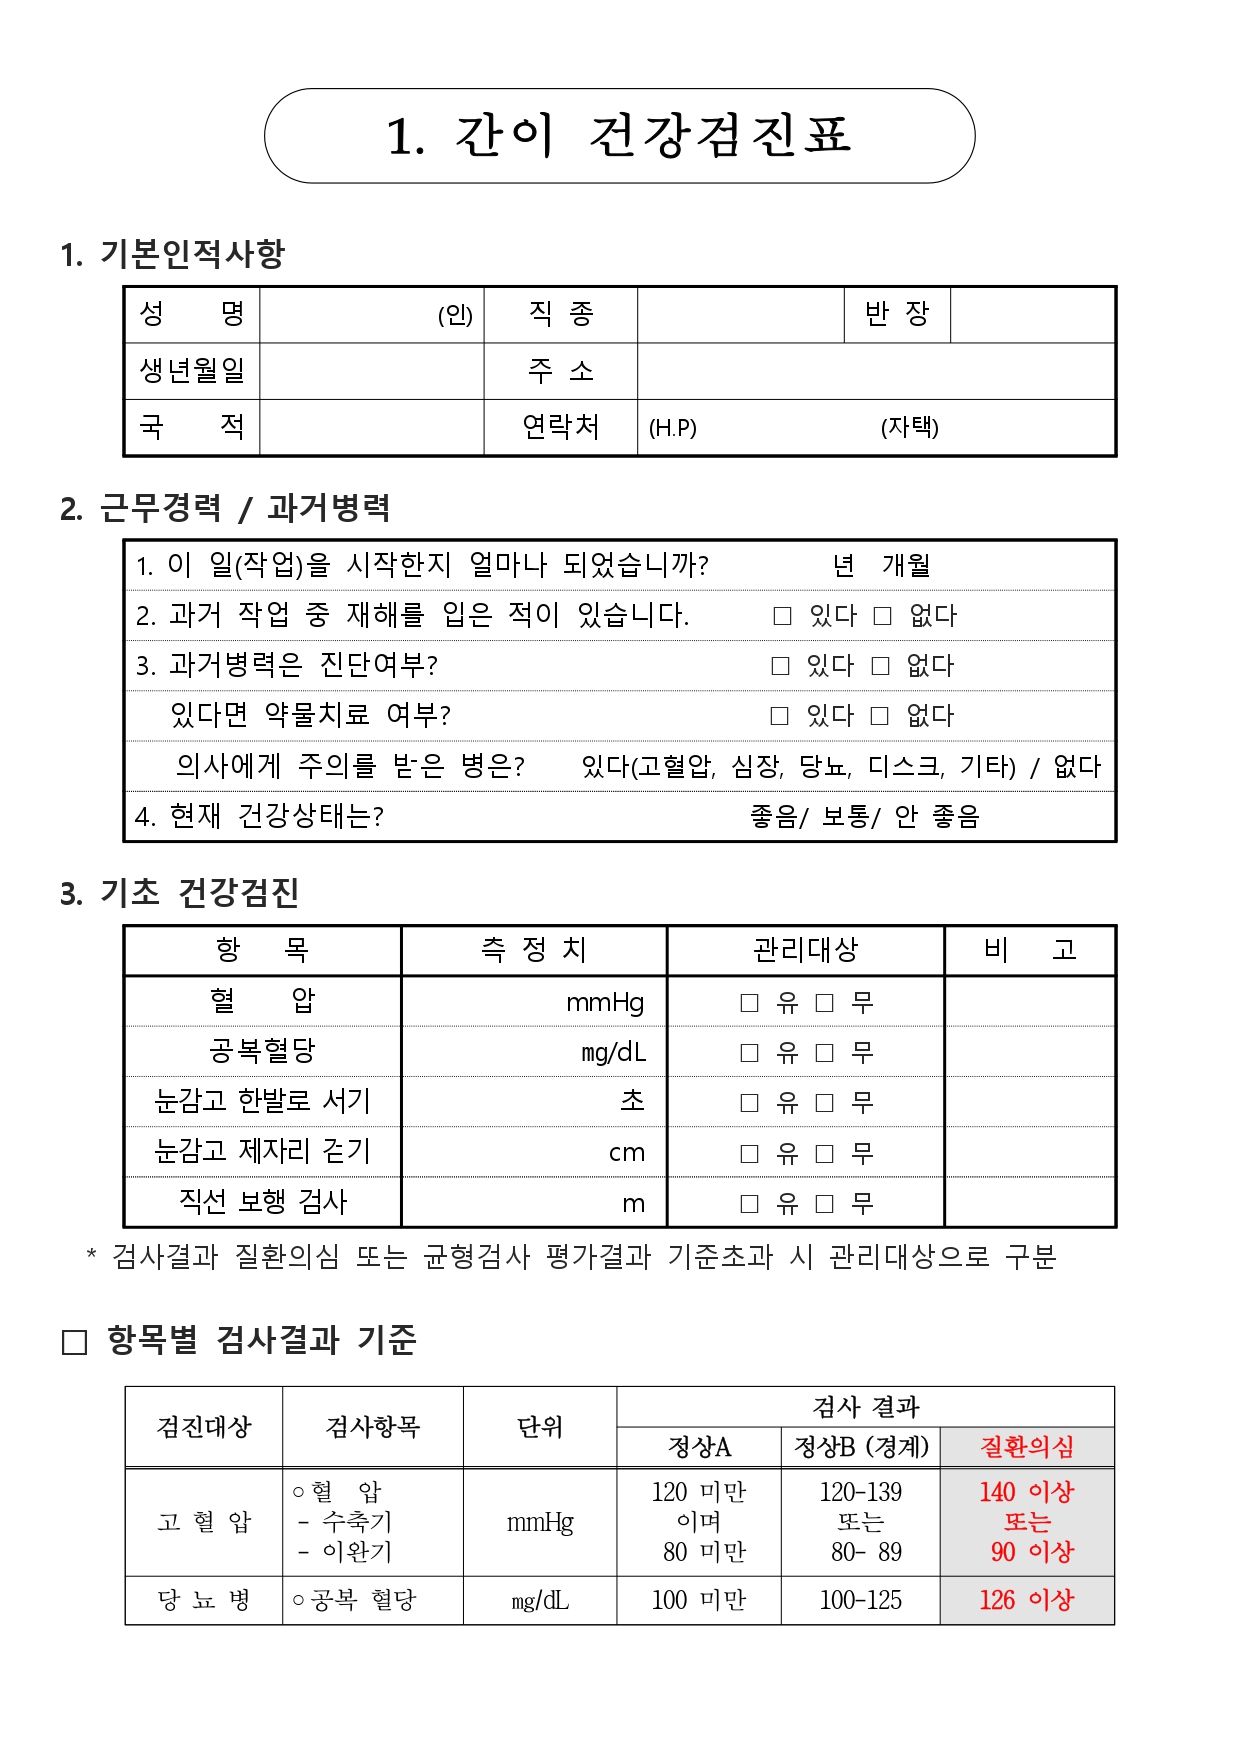 1. 간이 건강검진표
1. 기본인적사항
성 명 (인) 직 종 반 장
생년월일 주 소
국 적 연락처 (H.P) (자택)
2. 근무경력 / 과거병력
1. 이 일(작업)을 시작한지 얼마나 되었습니까? 년 개월
2. 과거 작업 중 재해를 입은 적이 있습니다. □ 있다 □ 없다
3. 과거병력은 진단여부? □ 있다 □ 없다
있다면 약물치료 여부? □ 있다 □ 없다
의사에게 주의를 받은 병은? 있다(고혈압, 심장, 당뇨, 디스크, 기타) / 없다
4. 현재 건강상태는? 좋음/ 보통/ 안 좋음
3. 기초 건강검진
항 목 측 정 치 관리대상 비 고
혈 압 mmHg □ 유 □ 무
공복혈당 mg/dL □ 유 □ 무
눈감고 한발로 서기 초 □ 유 □ 무
눈감고 제자리 걷기 cm □ 유 □ 무
직선 보행 검사 m □ 유 □ 무
* 검사결과 질환의심 또는 균형검사 평가결과 기준초과 시 관리대상으로 구분
□ 항목별 검사결과 기준
검진대상 검사항목 단위 검사 결과
정상A 정상B (경계) 질환의심
○혈 압 120 미만 120-139 140 이상
고 혈 압 - 수축기 mmHg 이며 또는 또는
- 이완기 80 미만 80- 89 90 이상
당 뇨 병 ○공복 혈당 mg/dL 100 미만 100-125 126 이상